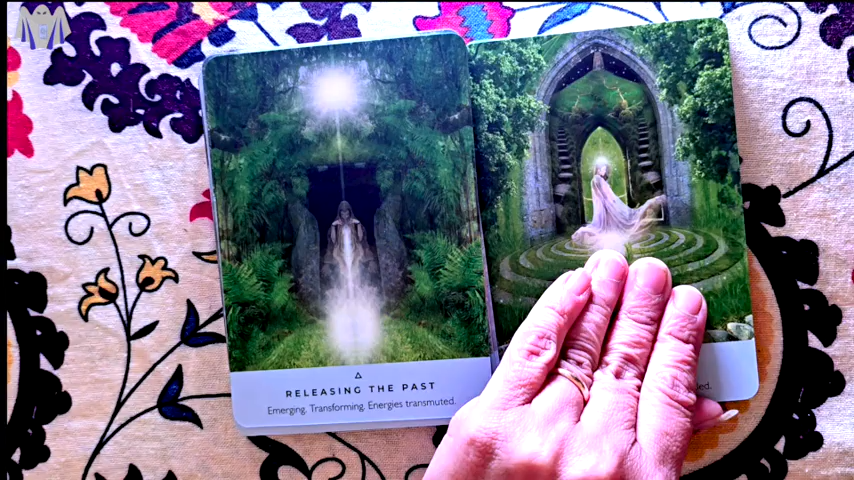 RELEASING THE PAST
Emerging. Transforming. Energies transmuted.